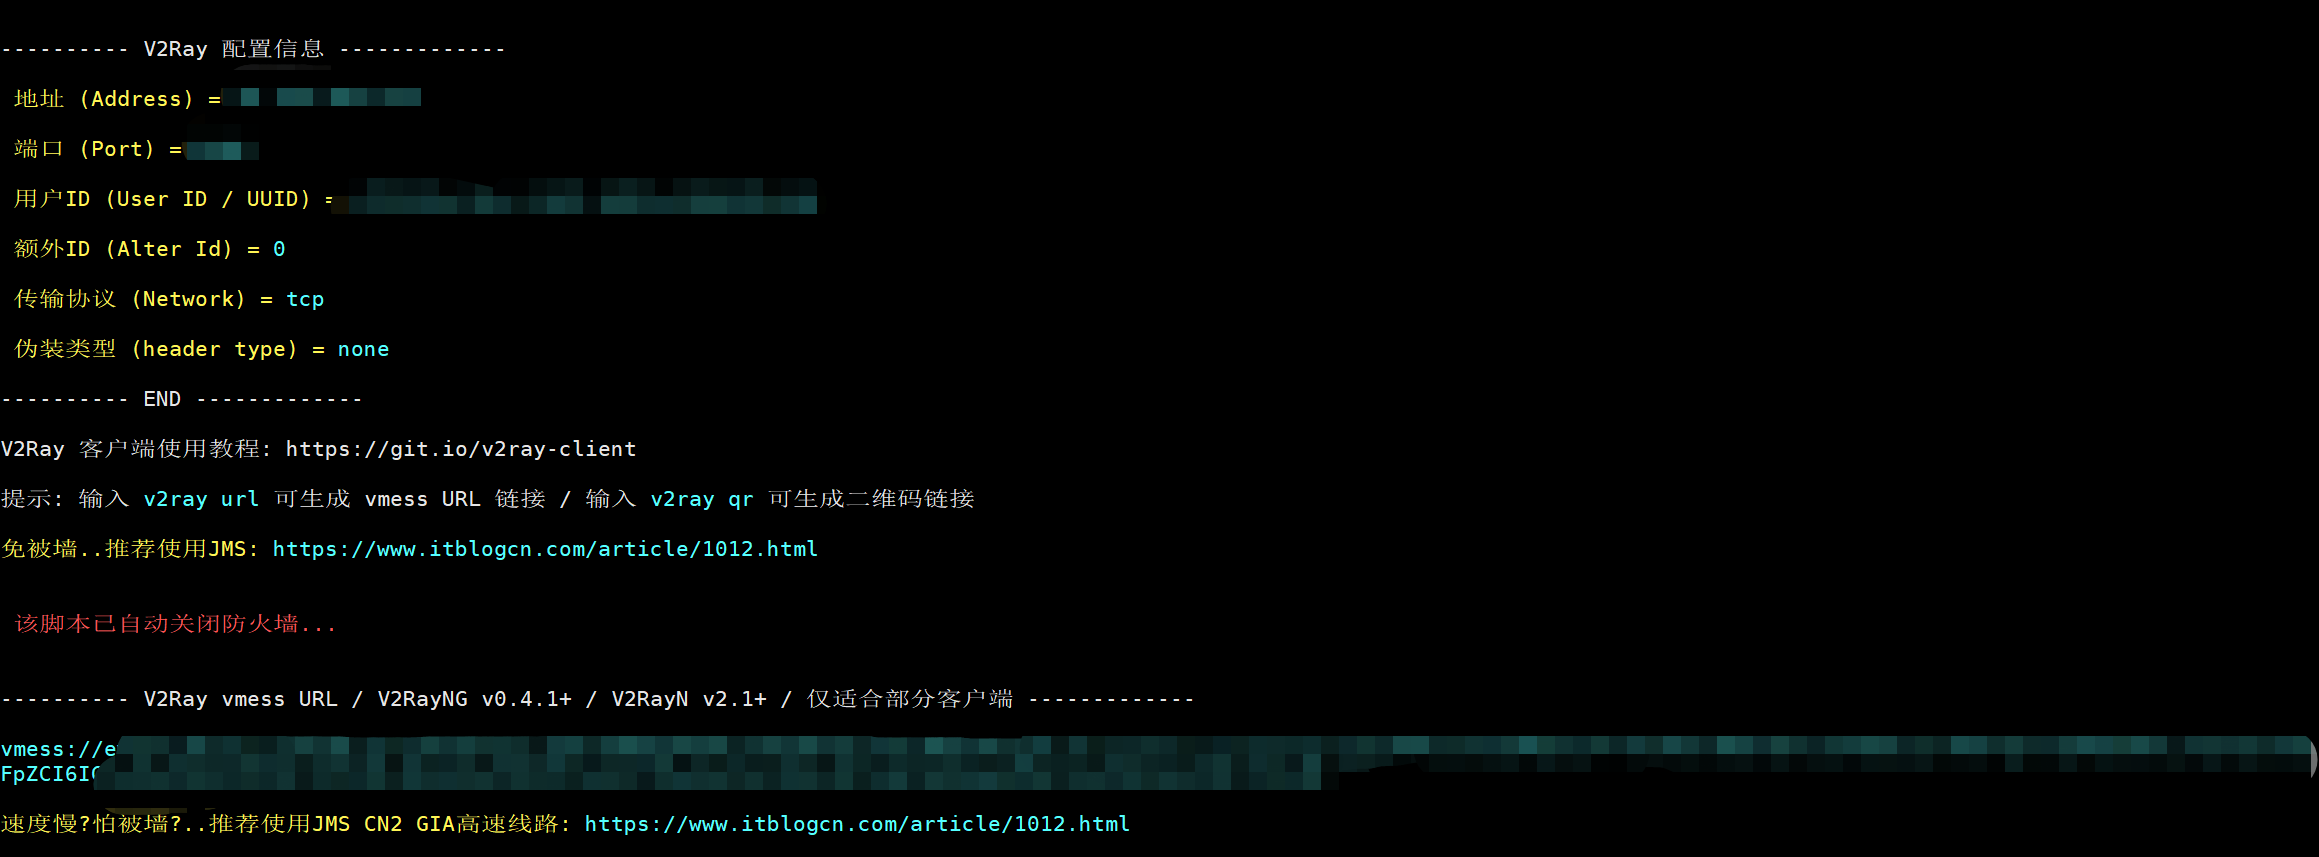 ---------- V2Ray 配置信息 -------------
地址 (Address) =
端口 (Port) =
用户ID (User ID / UUID) =
额外ID (Alter Id) = 0
传输协议 (Network) = tcp
伪装类型 (header type) = none
---------- END -------------
V2Ray 客户端使用教程: https://git.io/v2ray-client
提示: 输入 v2ray url 可生成 vmess URL 链接 / 输入 v2ray qr 可生成二维码链接
免被墙..推荐使用JMS: https://www.itblogcn.com/article/1012.html
该脚本已自动关闭防火墙...
---------- V2Ray vmess URL / V2RayNG v0.4.1+ / V2RayN v2.1+ / 仅适合部分客户端 -------------
vmess://e
FpZCI6I
速度慢?怕被墙?..推荐使用JMS CN2 GIA高速线路: https://www.itblogcn.com/article/1012.html